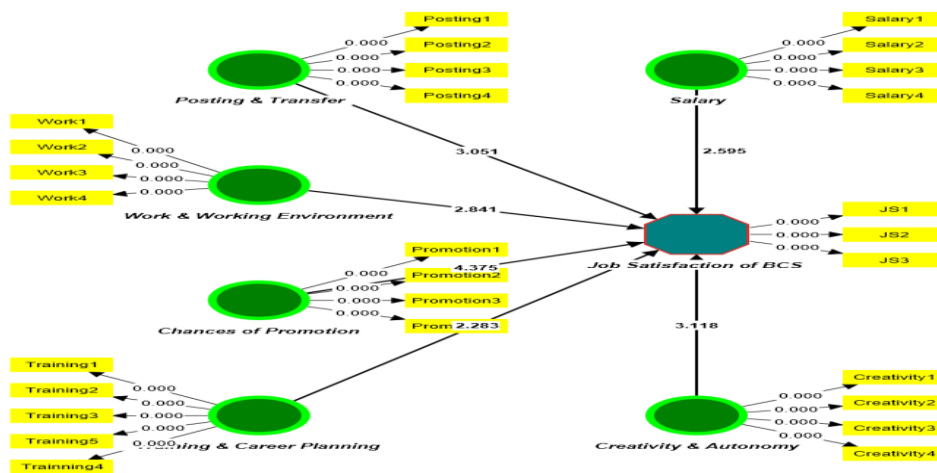 Posting1
Posting2
Posting3
Posting4
0.000
0.000
0.000
0.000
Posting & Transfer
Salary1
Salary2
Salary3
Salary4
0.000
0.000
0.000
0.000
Salary
3.051
2.595
Work1
Work2
Work3
Work4
0.000
0.000
0.000
0.000
Work & Working Environment
2.841
JS1
JS2
JS3
0.000
0.000
0.000
Job Satisfaction of BCS
Promotion1
Promotion2
Promotion3
0.000
0.000
0.000
0.000
4.375
Chances of Promotion
2.283
3.118
Training1
Training2
Training3
Training5
Trainning4
0.000
0.000
0.000
0.000
0.000
& Career Planning
Creativity1
Creativity2
Creativity3
Creativity4
0.000
0.000
0.000
0.000
Creativity & Autonomy